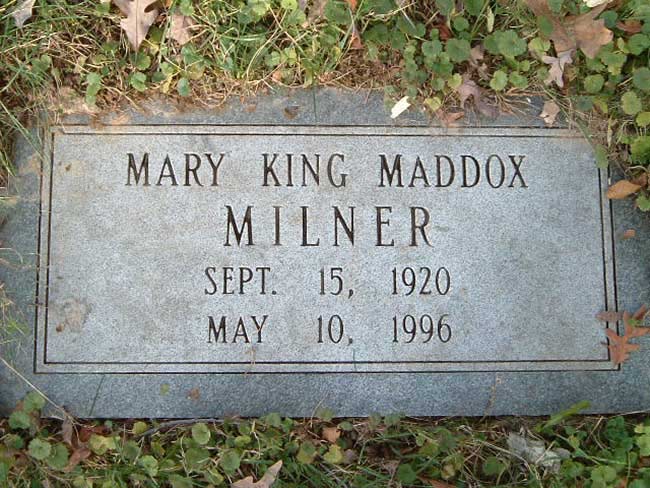 MARY KING MADDOX
MILNER
SEPT. 15, 1920
MAY 10, 1996